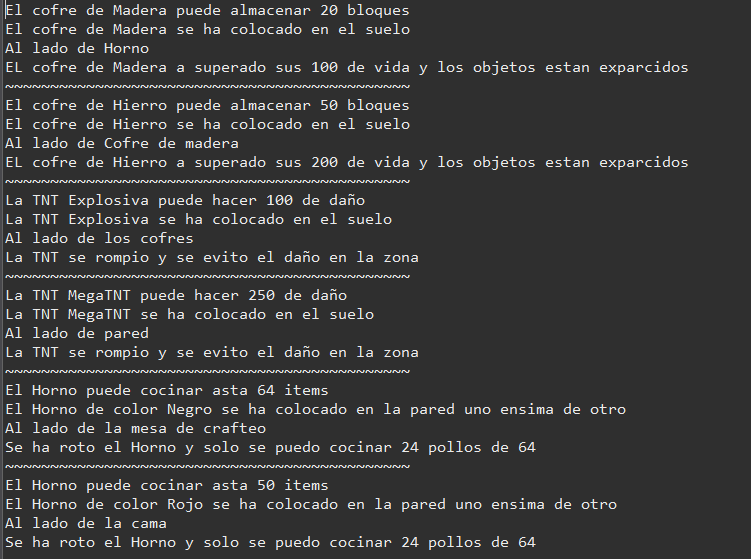 El cofre de Madera puede almacenar 20 bloques
El cofre de Madera se ha colocado en el suelo
Al lado de Horno
EL cofre de Madera a superado sus 100 de vida y los objetos estan exparcidos
~~~~~~~~~~~~~~~~~~~~~~~~~~~~~~~~~~~~~~~~~~~~~
El cofre de Hierro puede almacenar 50 bloques
El cofre de Hierro se ha colocado en el suelo
Al lado de Cofre de madera
EL cofre de Hierro a superado sus 200 de vida y los objetos estan exparcidos
~~~~~~~~~~~~~~~~~~~~~~~~~~~~~~~~~~~~~~~~~~~~~
La TNT Explosiva puede hacer 100 de daño
La TNT Explosiva se ha colocado en el suelo
Al lado de los cofres
La TNT se rompio y se evito el daño en la zona
~~~~~~~~~~~~~~~~~~~~~~~~~~~~~~~~~~~~~~~~~~~~~
La TNT MegaTNT puede hacer 250 de daño
La TNT MegaTNT se ha colocado en el suelo
Al lado de pared
La TNT se rompio y se evito el daño en la zona
~~~~~~~~~~~~~~~~~~~~~~~~~~~~~~~~~~~~~~~~~~~~~
El Horno puede cocinar asta 64 items
El Horno de color Negro se ha colocado en la pared uno ensima de otro
Al lado de la mesa de crafteo
Se ha roto el Horno y solo se puedo cocinar 24 pollos de 64
~~~~~~~~~~~~~~~~~~~~~~~~~~~~~~~~~~~~~~~~~~~~~
El Horno puede cocinar asta 50 items
El Horno de color Rojo se ha colocado en la pared uno ensima de otro
Al lado de la cama
Se ha roto el Horno y solo se puedo cocinar 24 pollos de 64